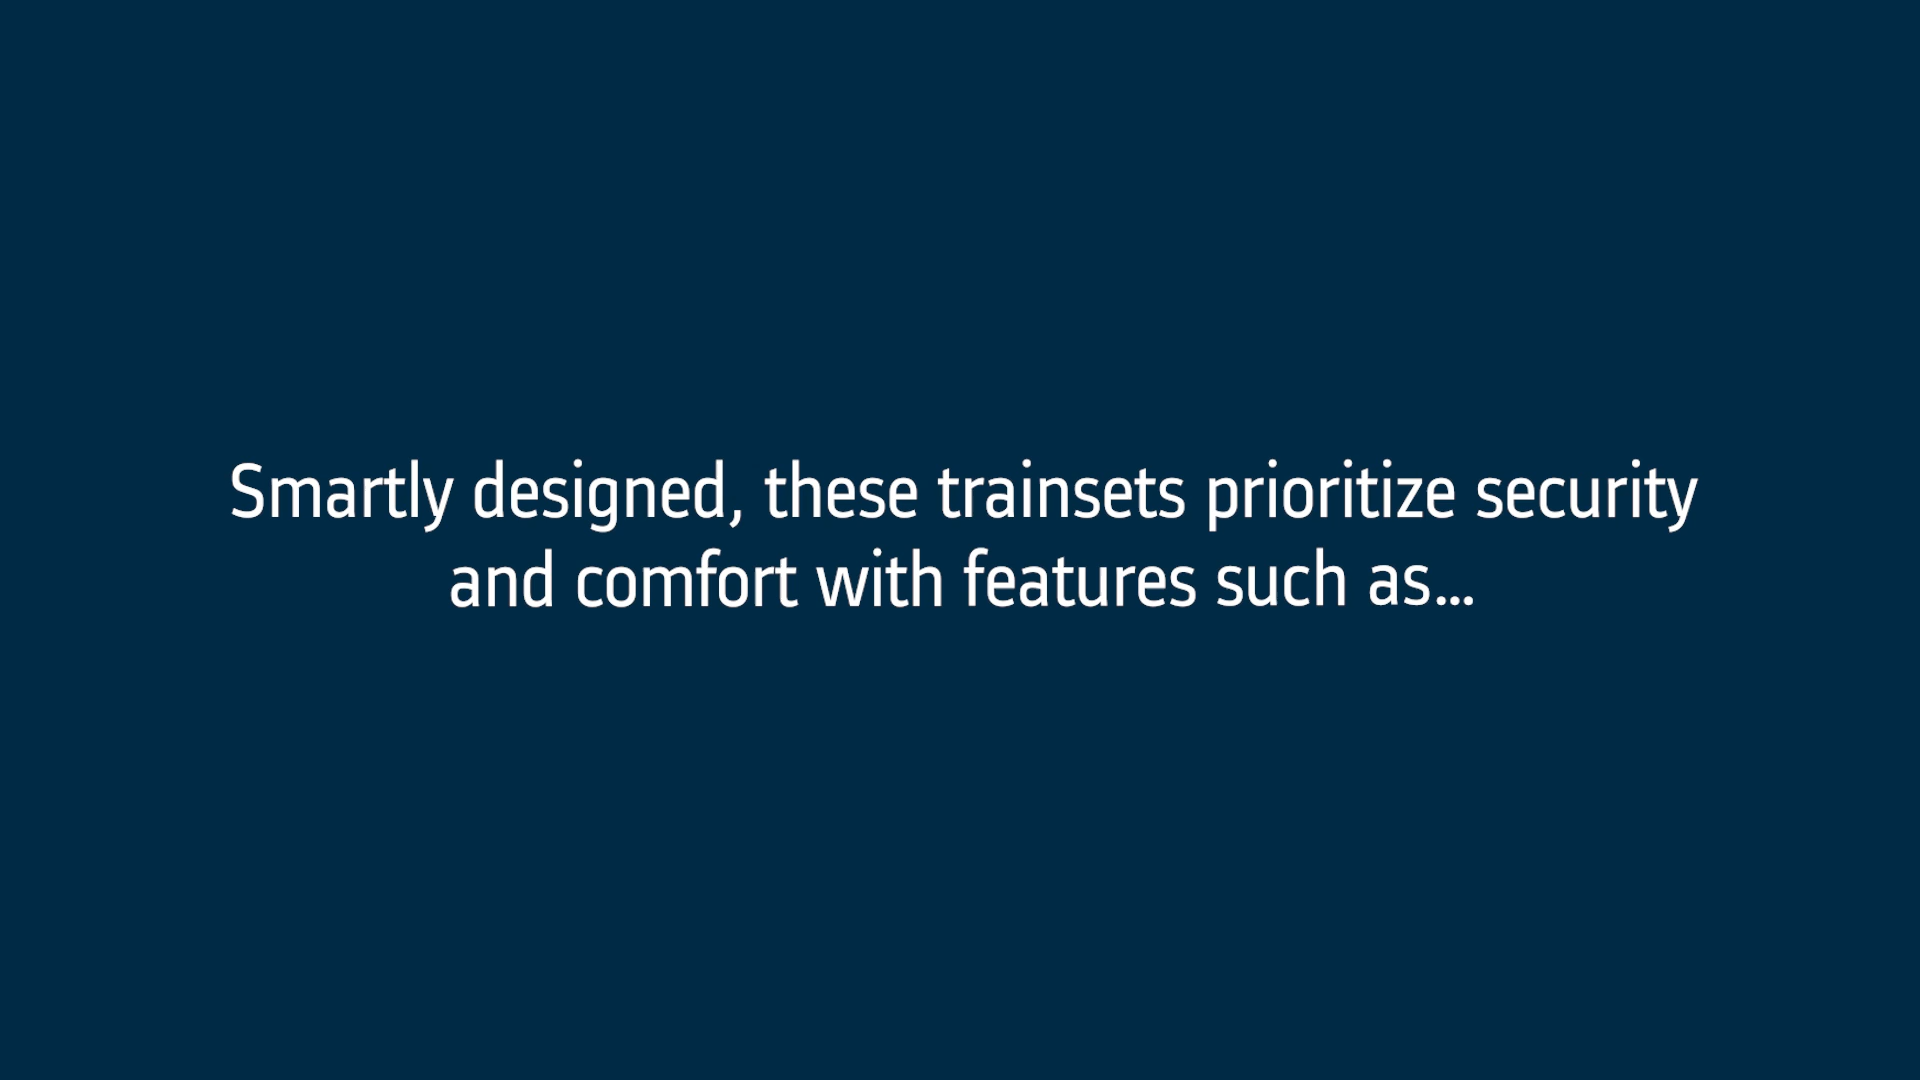 Smartly designed, these trainsets prioritize security
and comfort with features such as...